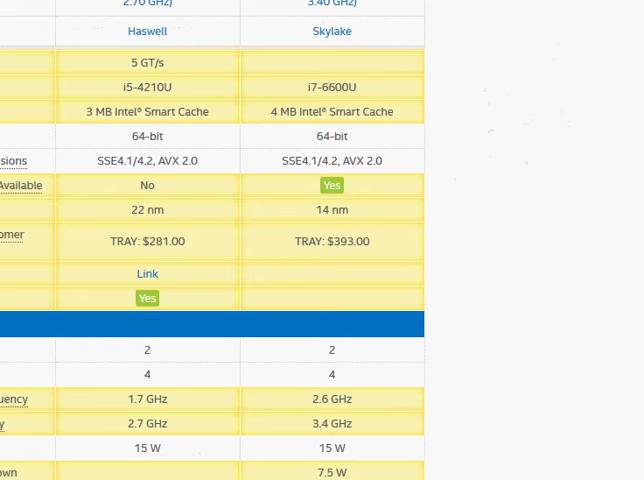 2.70 GHz) 3.40 GHz)
Haswell Skylake
5 GT/s
i5-4210U i7-6600U
3 MB Intel® Smart Cache 4 MB Intel® Smart Cache
64-bit 64-bit
sions SSE4.1/4.2, AVX 2.0 SSE4.1/4.2, AVX 2.0
Available No Yes
22 nm 14 nm
omer TRAY: $281.00 TRAY: $393.00
Link
Yes
2 2
4 4
uency 1.7 GHz 2.6 GHz
y 2.7 GHz 3.4 GHz
15 W 15 W
own 7.5 W